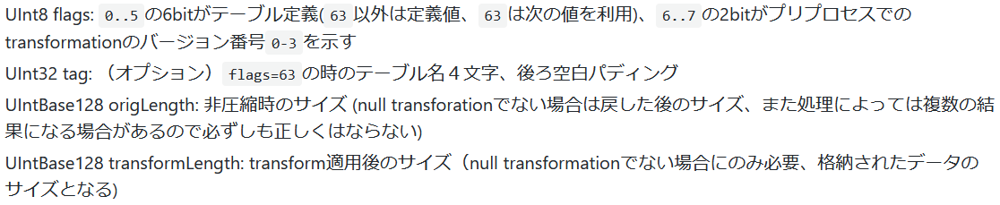 UInt8 flags: 0..5 の6bitがテーブル定義( 63 以外は定義値、 63 は次の値を利用)、 6..7 の2bitがプリプロセスでの
transformationのバージョン番号 0-3 を示す
UInt32 tag: （オプション） flags=63 の時のテーブル名４文字、後ろ空白パディング
UIntBase128 origLength: 非圧縮時のサイズ (null transforationでない場合は戻した後のサイズ、また処理によっては複数の結
果になる場合があるので必ずしも正しくはならない)
UIntBase128 transformLength: transform適用後のサイズ（null transformationでない場合にのみ必要、格納されたデータの
サイズとなる)